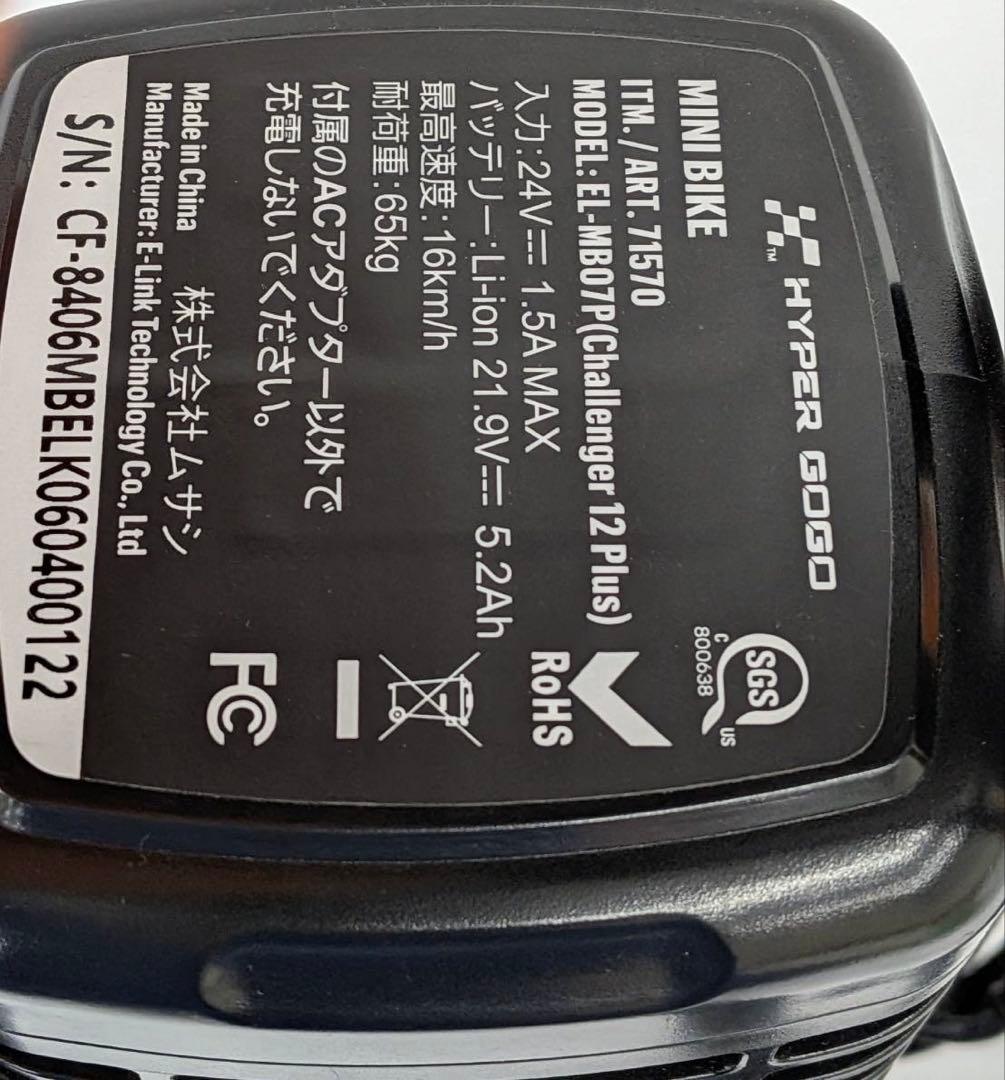 HYPER GOGO
TM
MINI BIKE
ITM. / ART. 71570
MODEL: EL-MB07P(Challenger 12 Plus)
入力: 24V⎓ 1.5A MAX
バッテリー: Li-ion 21.9V⎓ 5.2Ah
最高速度: 16km/h
耐荷重: 65kg
付属のACアダプター以外で
充電しないでください。
Made in China 株式会社ムサシ
Manufacturer: E-Link Technology Co., Ltd
S/N: CF-8406MBELK060400122
SGS
C US
800638
RoHS
FC